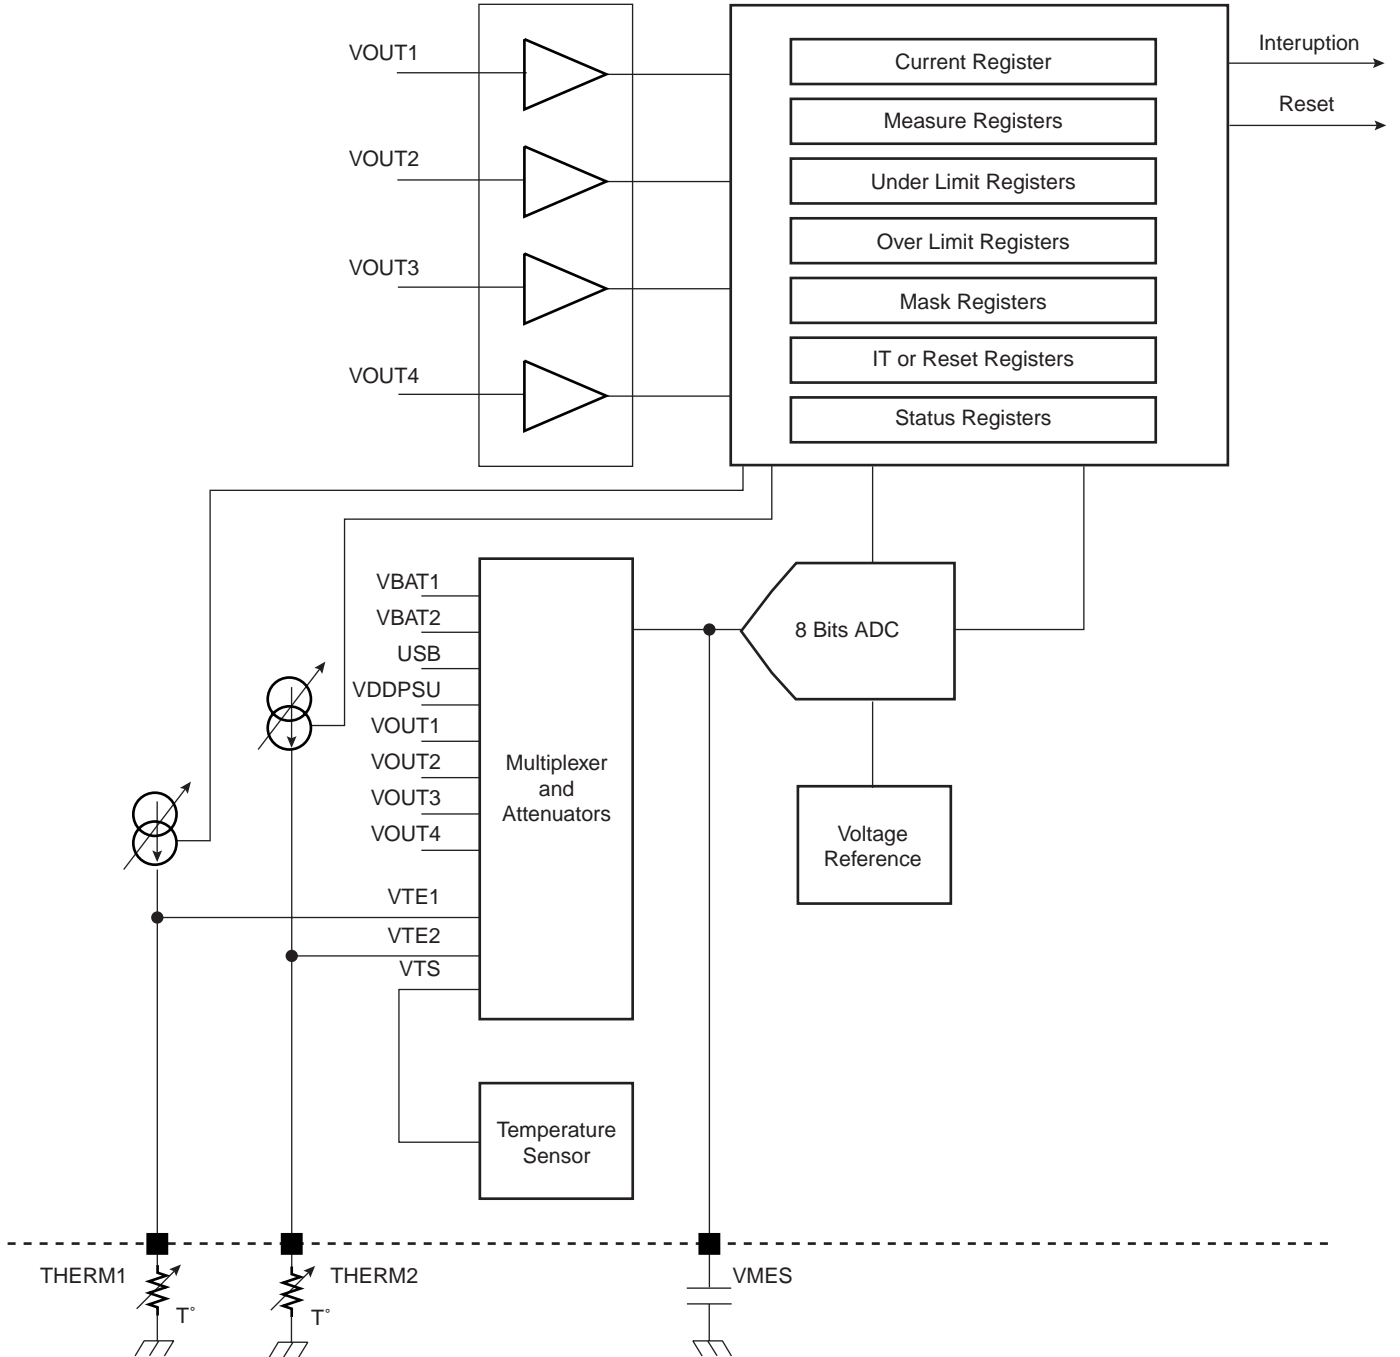 VOUT1
VOUT2
VOUT3
VOUT4
Current Register
Measure Registers
Under Limit Registers
Over Limit Registers
Mask Registers
IT or Reset Registers
Status Registers
Interuption
Reset
VBAT1
VBAT2
USB
VDDPSU
VOUT1
VOUT2
VOUT3
VOUT4
VTE1
VTE2
VTS
Multiplexer
and
Attenuators
8 Bits ADC
Voltage
Reference
Temperature
Sensor
THERM1
T°
THERM2
T°
VMES